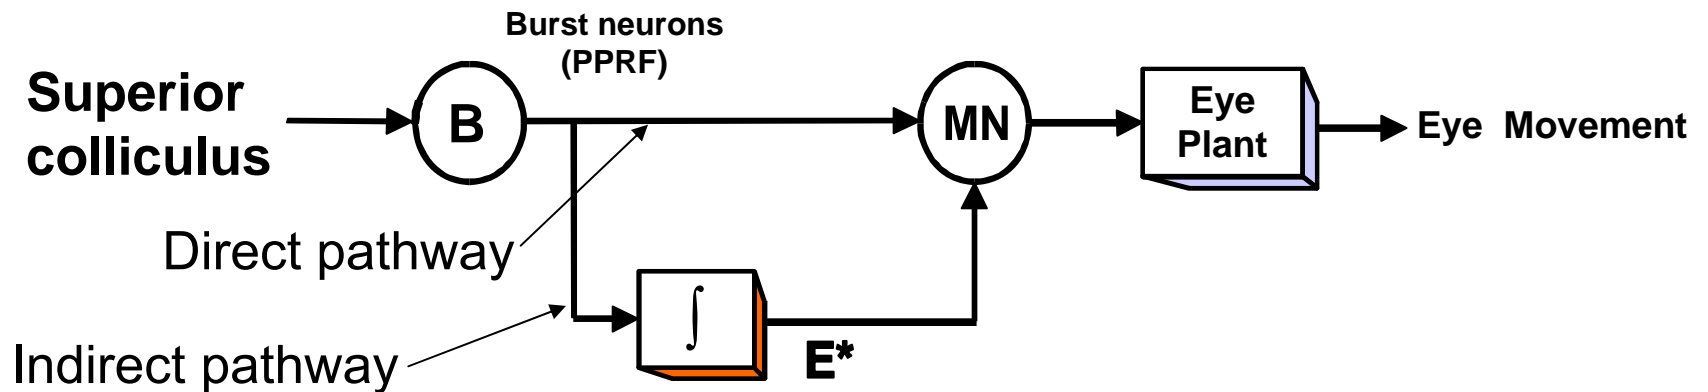 Burst neurons
(PPRF)
Superior
colliculus
B
MN
Eye
Plant
Eye Movement
Direct pathway
∫
E*
Indirect pathway